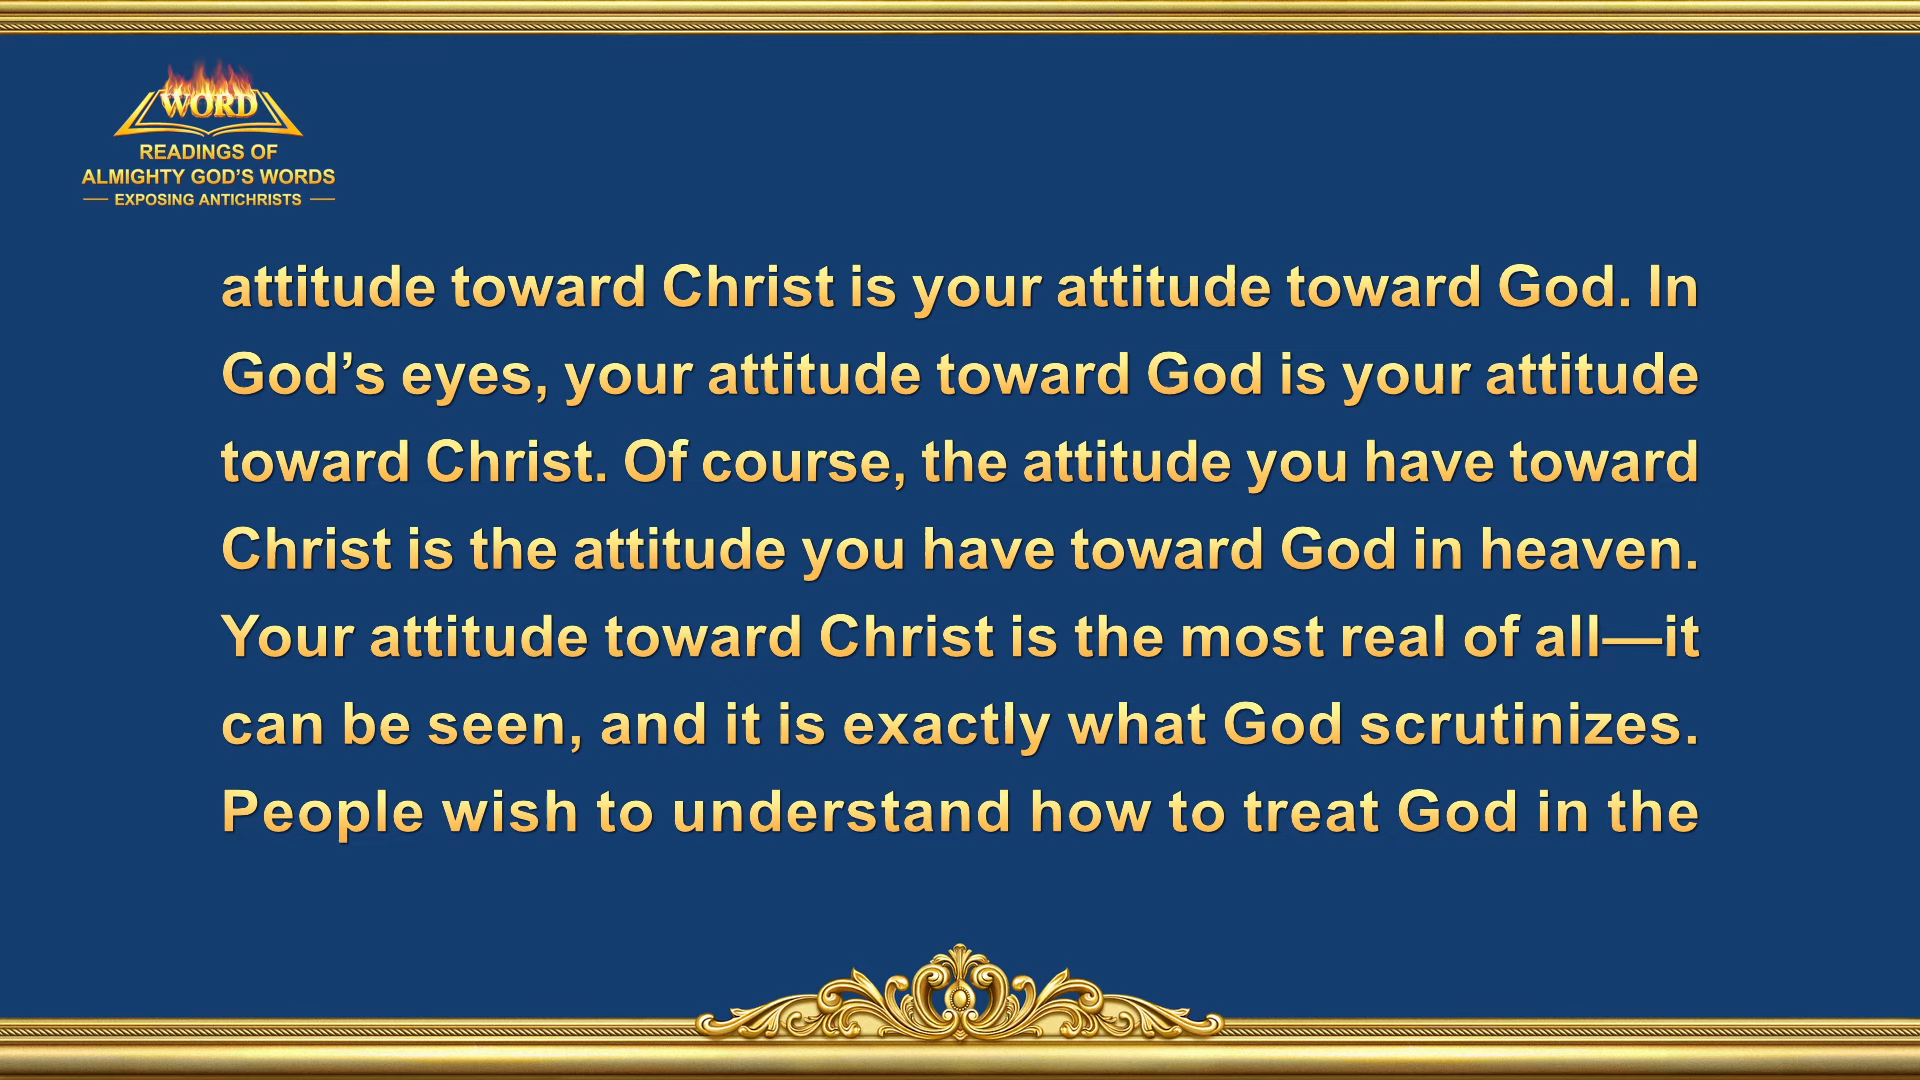 WORD
READINGS OF
ALMIGHTY GOD’S WORDS
EXPOSING ANTICHRISTS
attitude toward Christ is your attitude toward God. In
God’s eyes, your attitude toward God is your attitude
toward Christ. Of course, the attitude you have toward
Christ is the attitude you have toward God in heaven.
Your attitude toward Christ is the most real of all—it
can be seen, and it is exactly what God scrutinizes.
People wish to understand how to treat God in the